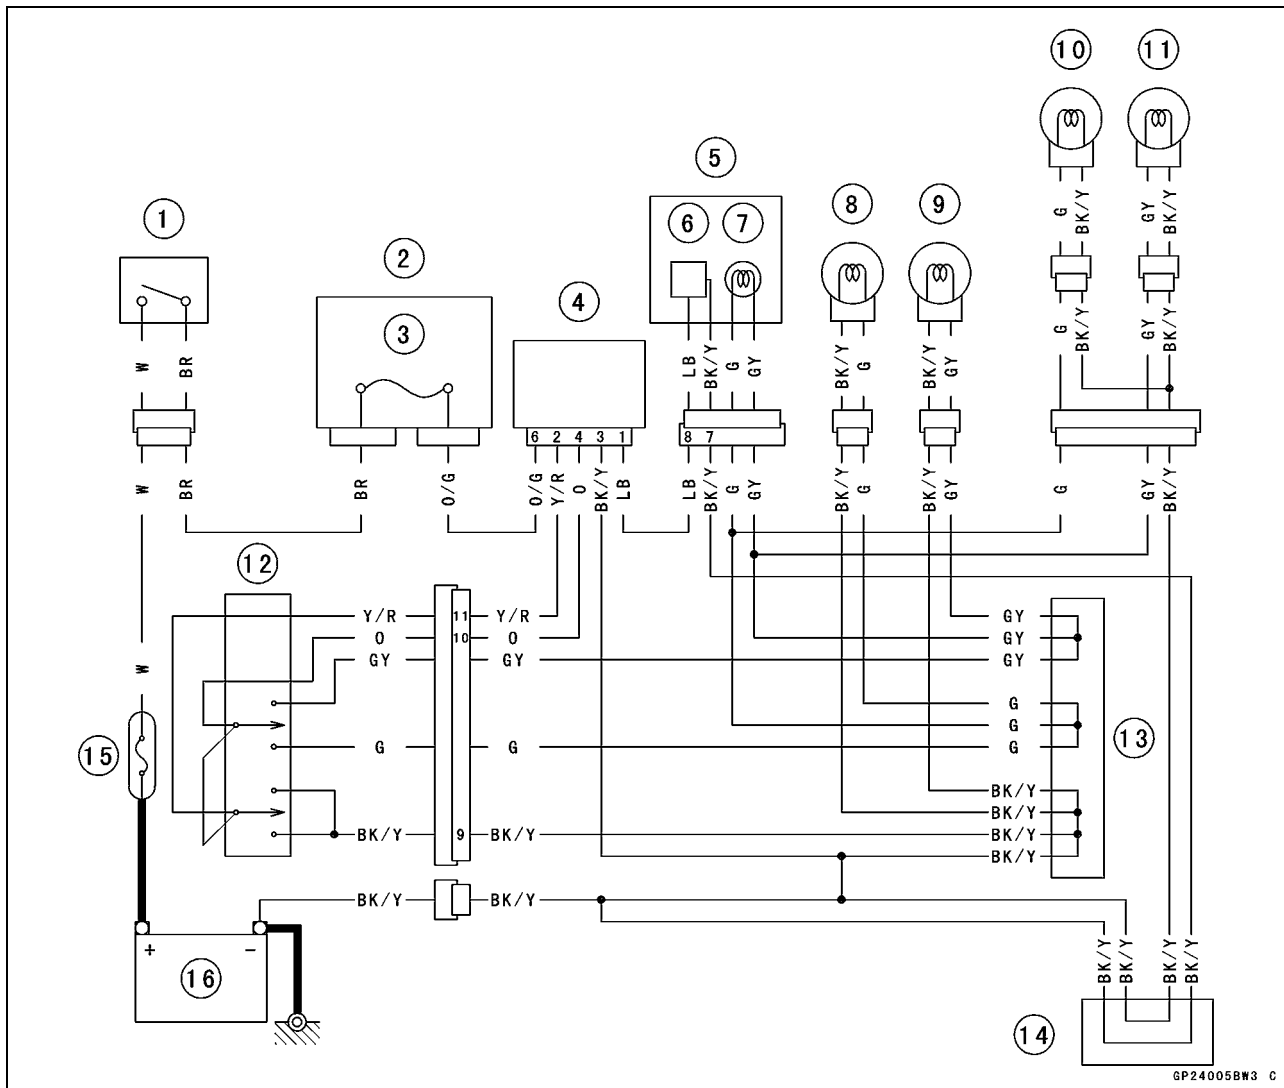 10 11
5
8 9
1
6 7
2
4
3
G BK/Y GY BK/Y
W BR
LB BK/Y G GY
BK/Y G BK/Y GY
G BK/Y GY BK/Y
6 2 4 3 1
8 7
W BR BR O/G
O/G Y/R O BK/Y LB
LB BK/Y G GY
BK/Y G BK/Y GY
G GY BK/Y
12
Y/R 11 Y/R GY
O 10 O GY
W GY GY GY
G
G
15 G G G 13
BK/Y
BK/Y
BK/Y 9 BK/Y BK/Y
BK/Y
BK/Y BK/Y
+ −
16
BK/Y BK/Y BK/Y BK/Y
14
GP24005BW3 C